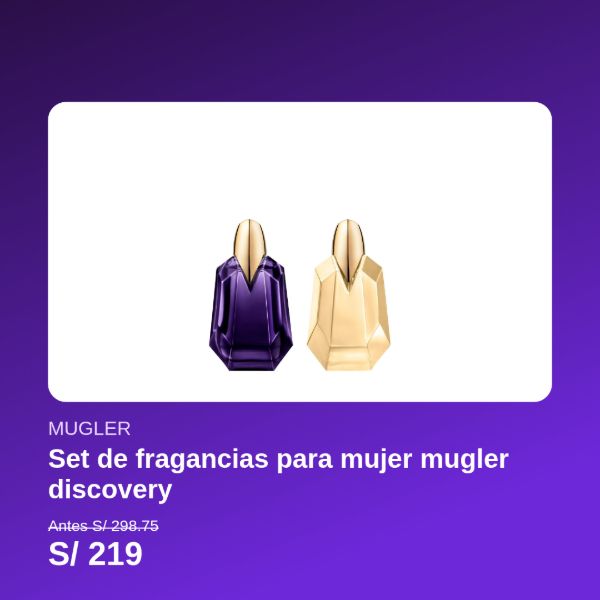 MUGLER
Set de fragancias para mujer mugler
discovery
Antes S/ 298.75
S/ 219